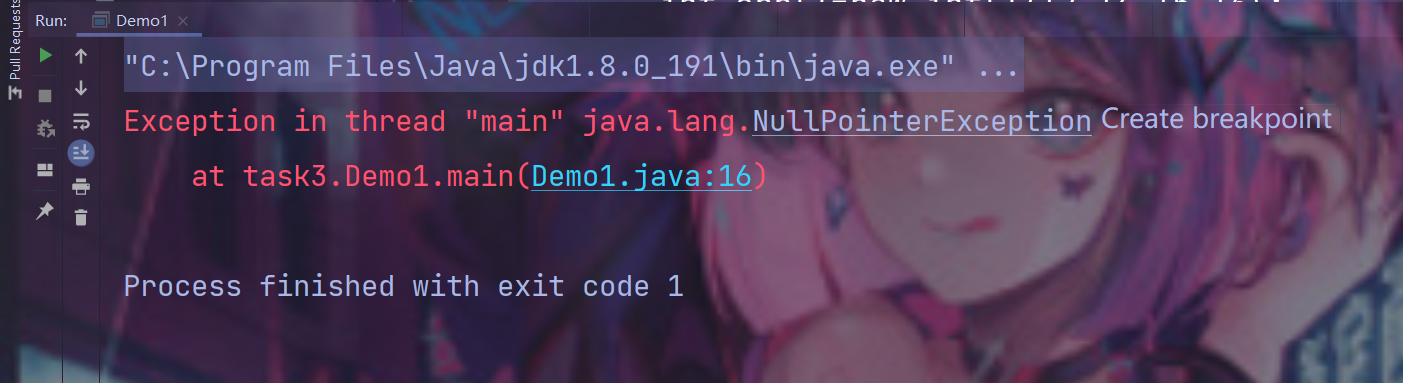 Run:
Demo1
Pull Requests
"C:\Program Files\Java\jdk1.8.0_191\bin\java.exe" ...
Exception in thread "main" java.lang.NullPointerException Create breakpoint
at task3.Demo1.main(Demo1.java:16)
Process finished with exit code 1